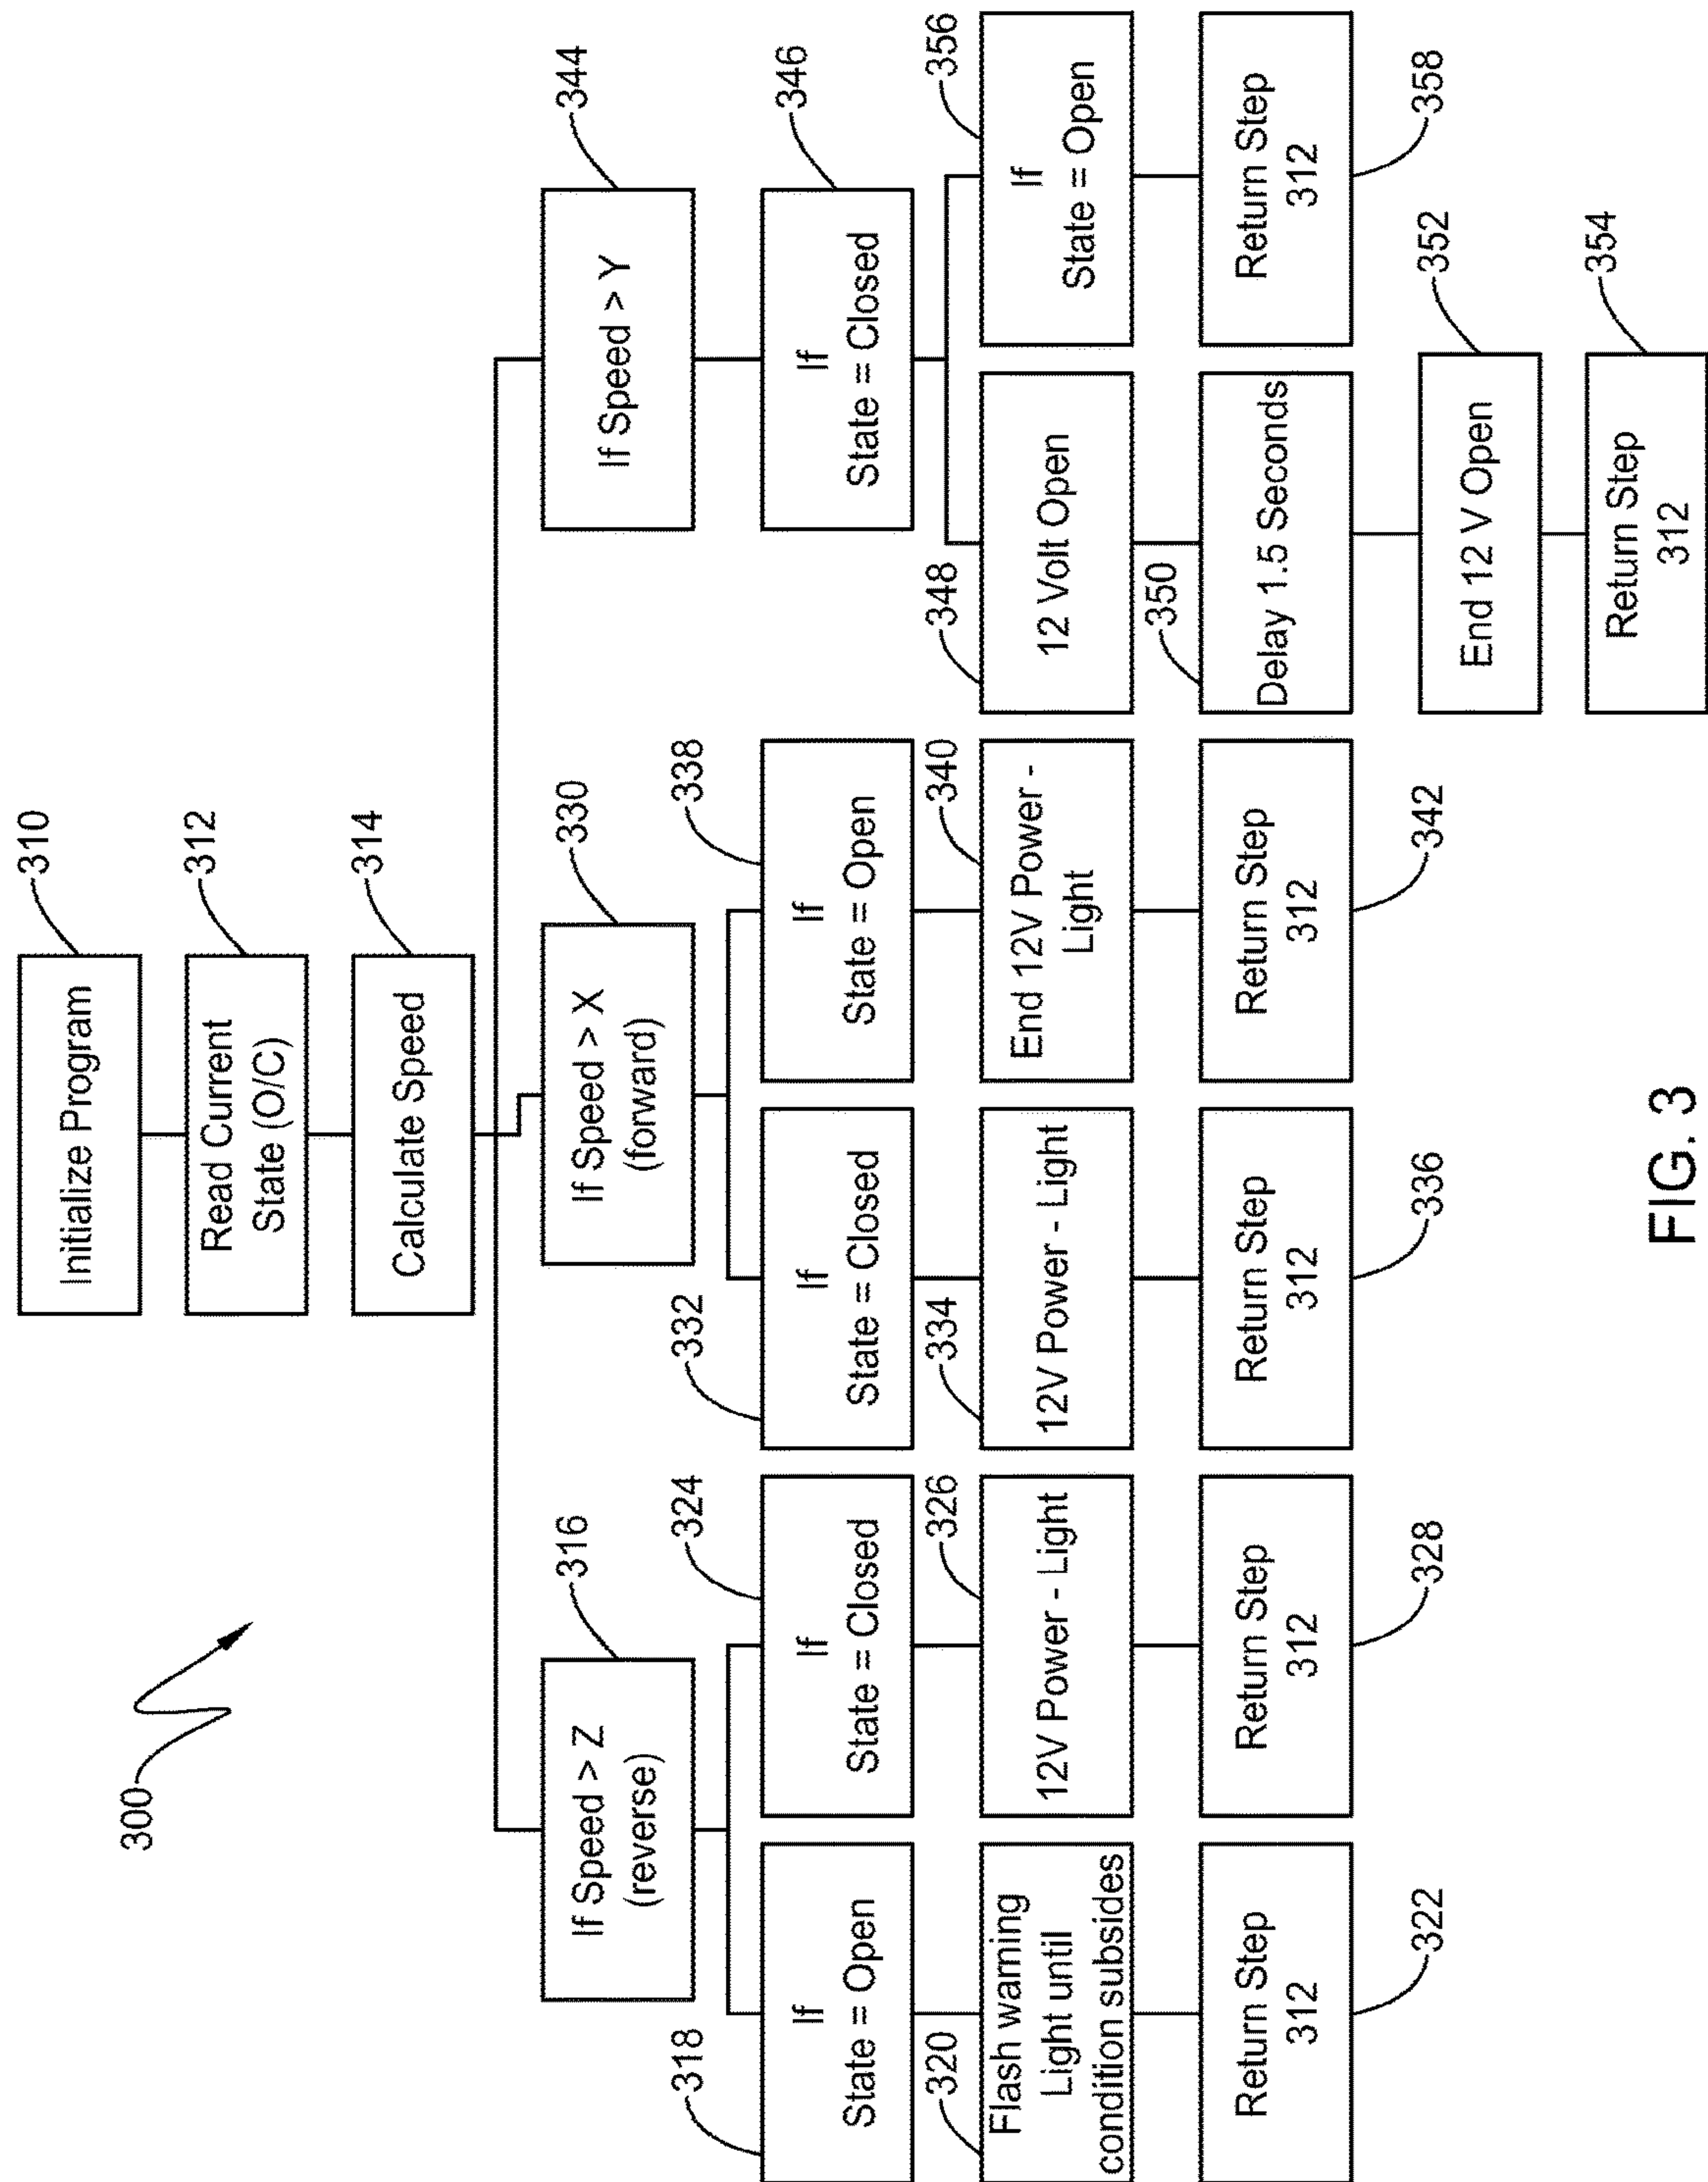 300
Initialize Program
310
Read Current
State (O/C)
312
Calculate Speed
314
If Speed > Z
(reverse)
316
If Speed > X
(forward)
330
If Speed > Y
344
318
If
State = Open
If
State = Closed
324
332
If
State = Closed
If
State = Open
338
If
State = Closed
346
320
Flash warning
Light until
condition subsides
12V Power - Light
326
334
12V Power - Light
End 12V Power -
Light
340
348
12 Volt Open
If
State = Open
356
Return Step
312
322
Return Step
312
328
Return Step
312
336
Return Step
312
342
350
Delay 1.5 Seconds
Return Step
312
358
End 12 V Open
352
Return Step
312
354
FIG. 3